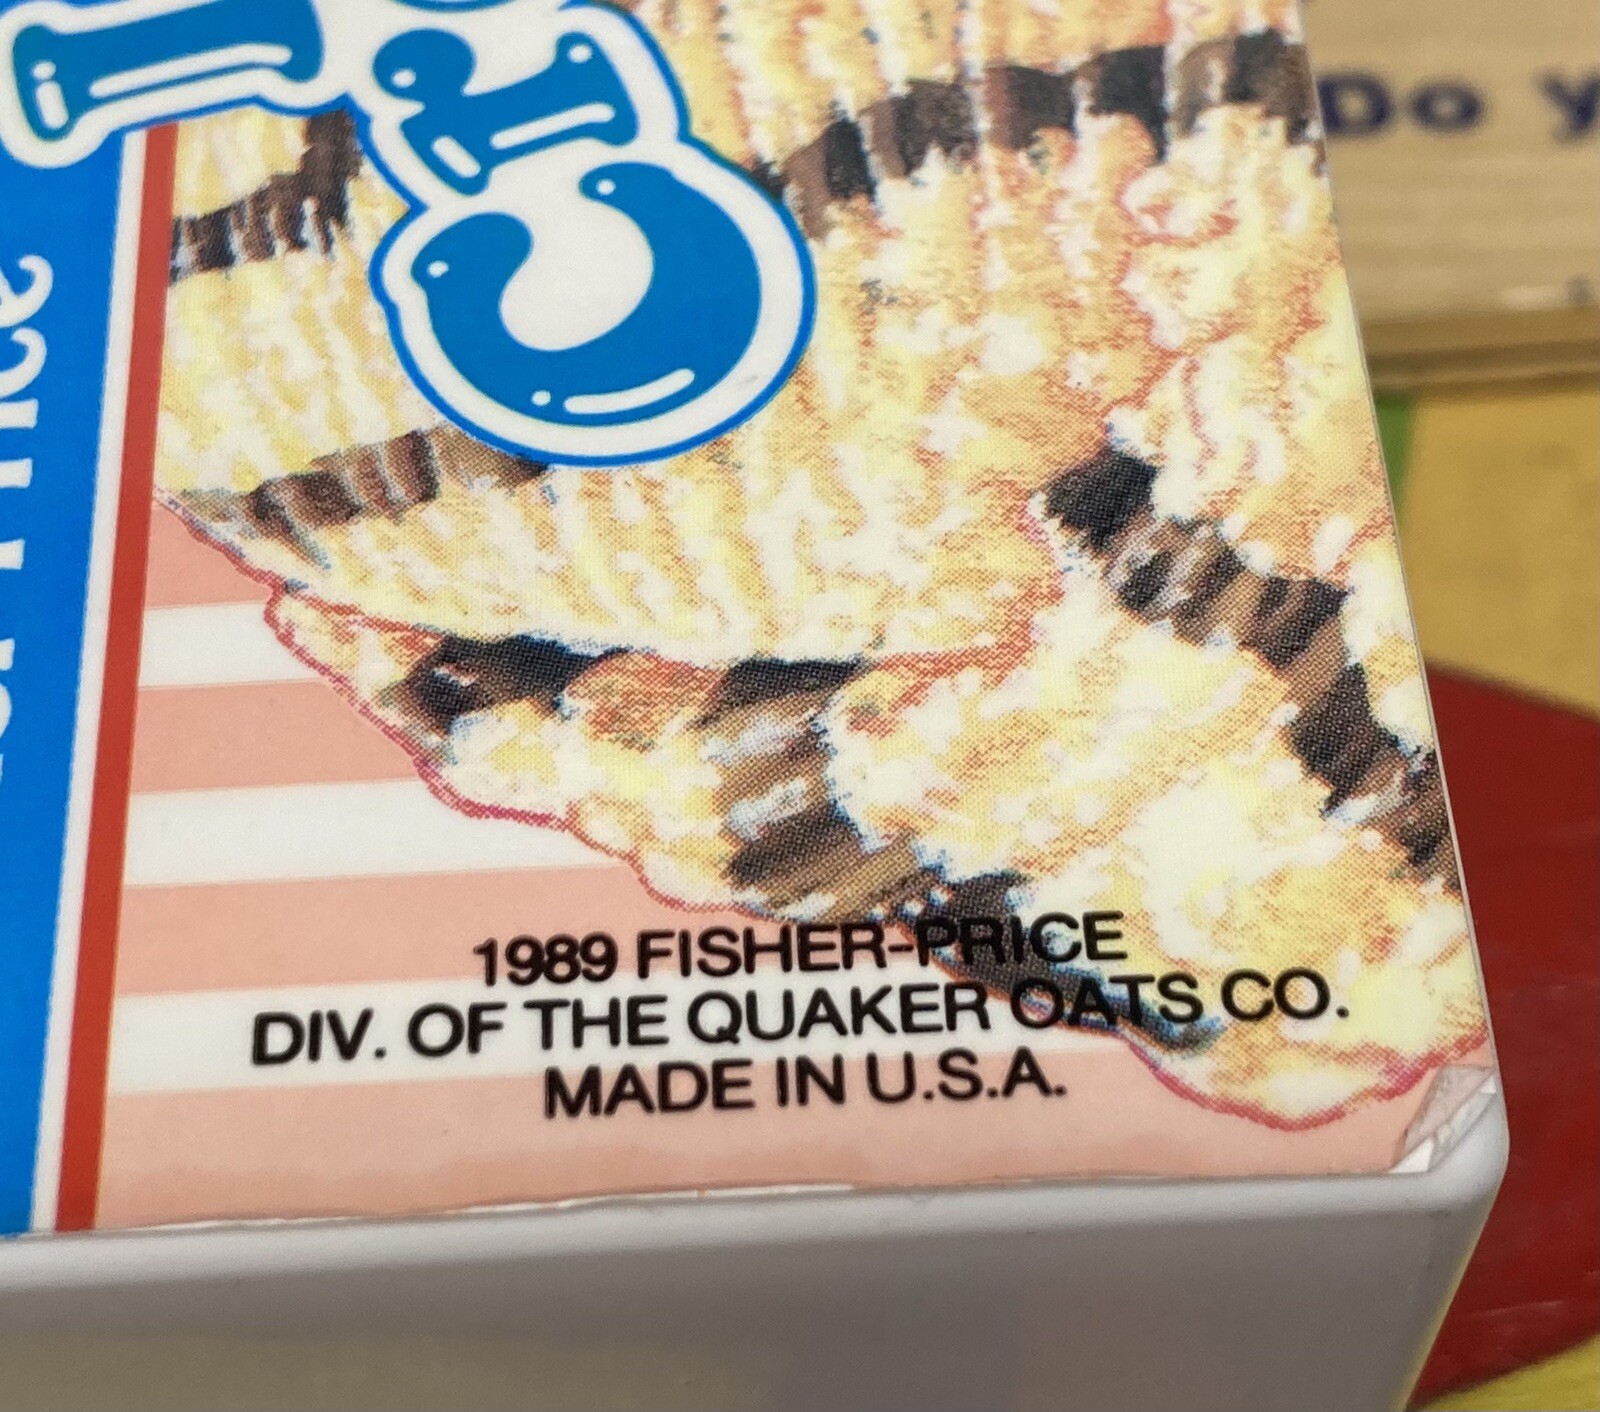 1989 FISHER-PRICE
DIV. OF THE QUAKER OATS CO.
MADE IN U.S.A.
Do